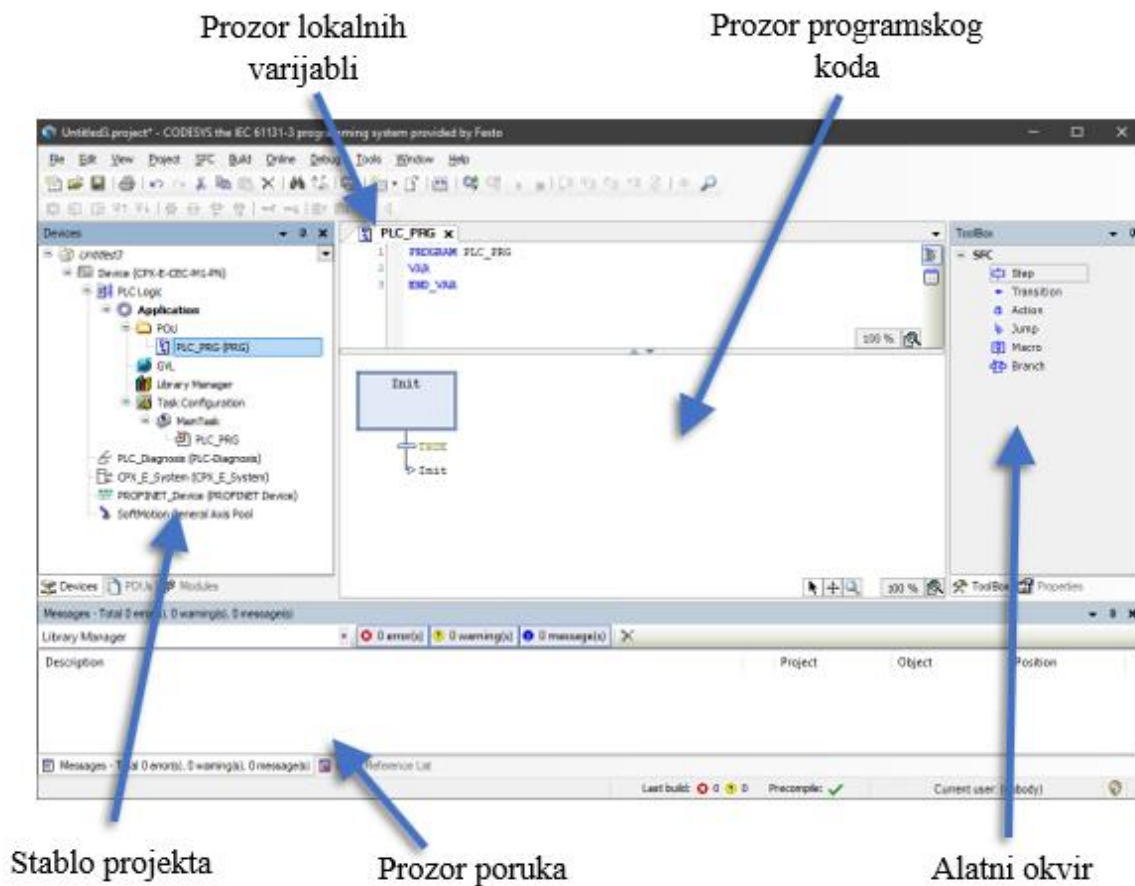 Prozor lokalnih
varijabli
Prozor programskog
koda
Untitled3.project* - CODESYS the IEC 61131-3 programming system provided by Festo
File Edit View Project SFC Build Online Debug Tools Window Help
Devices
Untitled3
Device (CPX-E-CEC-M1-PN)
PLC Logic
Application
POU
PLC_PRG (PRG)
GVL
Library Manager
Task Configuration
MainTask
PLC_PRG
PLC_Diagnosis (PLC-Diagnosis)
CPX_E_System (CPX_E_System)
PROFINET_Device (PROFINET Device)
SoftMotion General Axis Pool
Devices POUs Modules
PLC_PRG
1 PROGRAM PLC_PRG
2 VAR
3 END_VAR
100 %
Init
Init
100 %
ToolBox
SFC
Step
Transition
Action
Jump
Macro
Branch
ToolBox Properties
Messages - Total 0 error(s), 0 warning(s), 0 message(s)
Library Manager 0 error(s) 0 warning(s) 0 message(s)
Description Project Object Position
Messages - Total 0 error(s), 0 warning(s), 0 message(s) Reference List
Last build: 0 0 Precompile: Current user: (nobody)
Stablo projekta
Prozor poruka
Alatni okvir